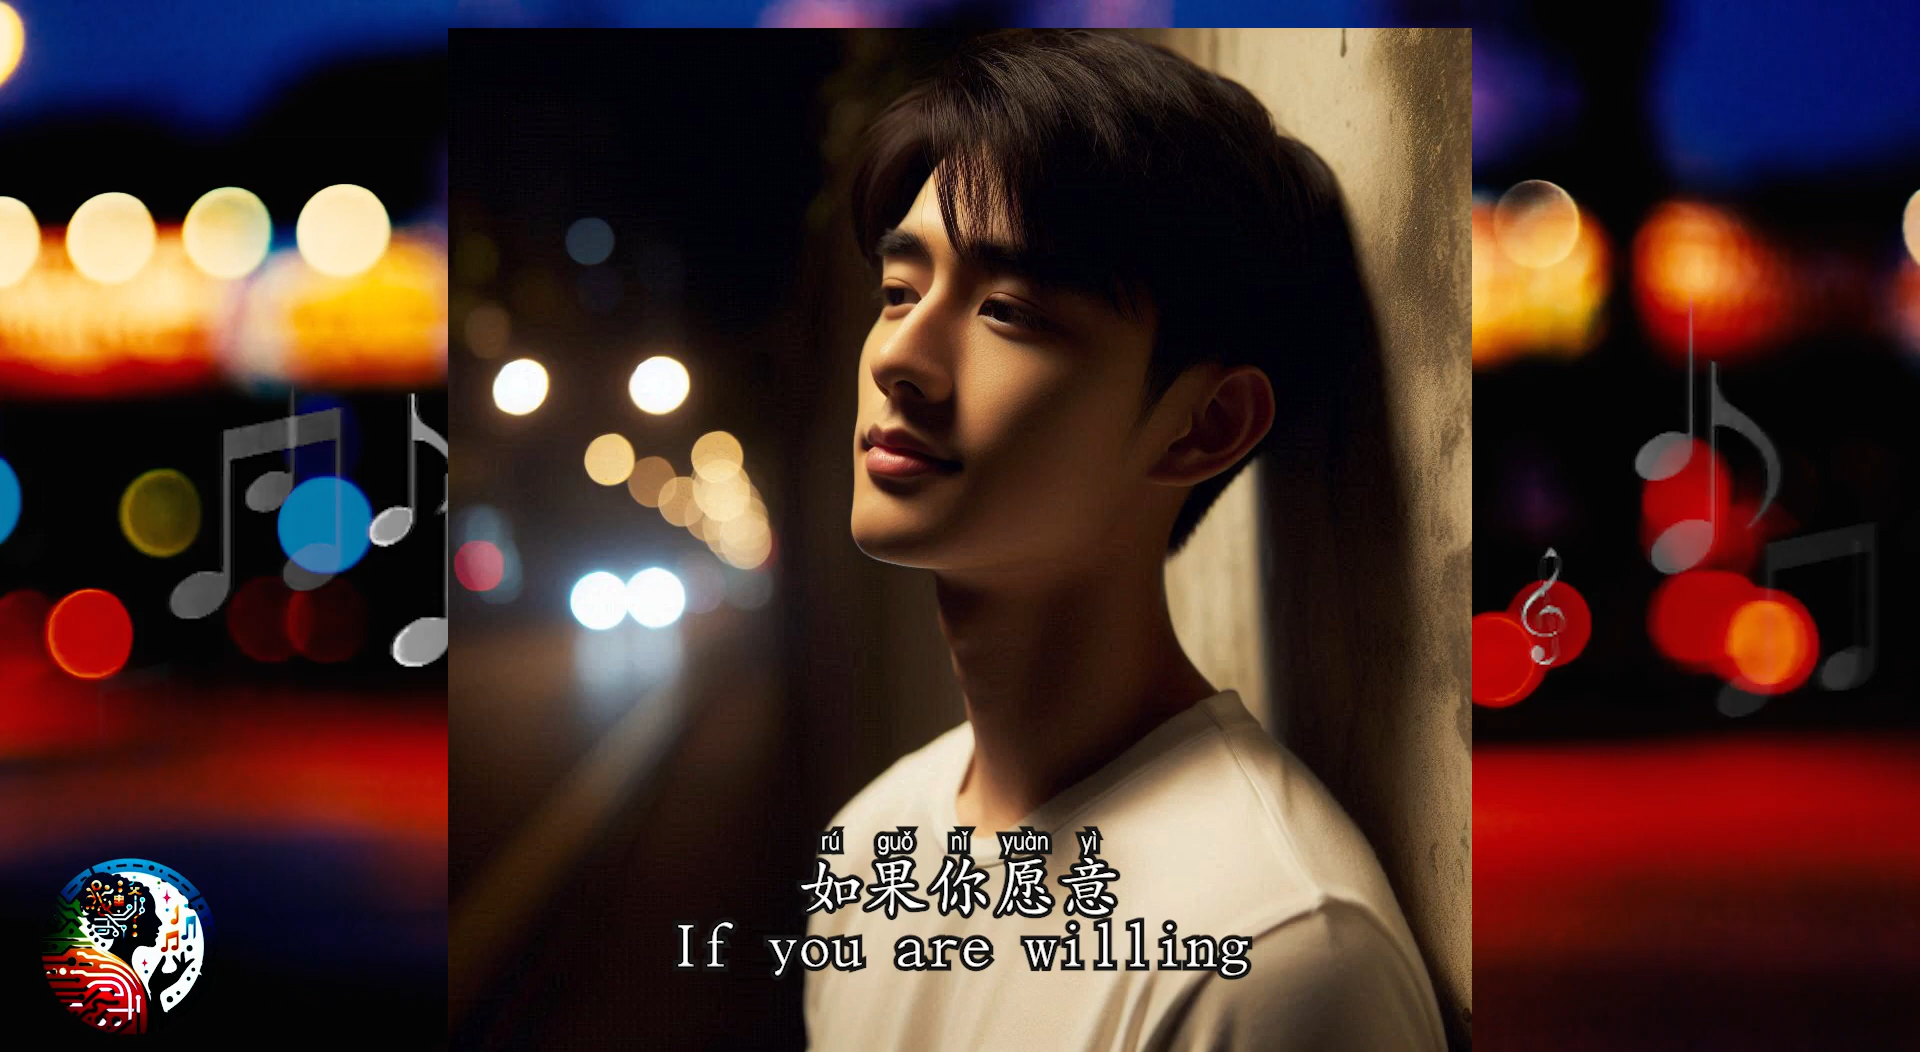 rú guǒ nǐ yuàn yì
如果你愿意
If you are willing